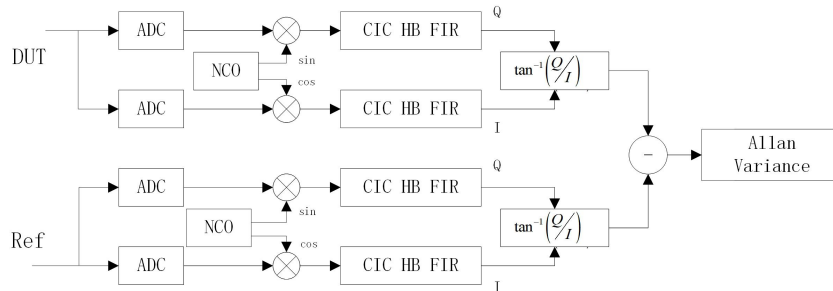 DUT
ADC
CIC HB FIR
Q
NCO
sin
cos
tan⁻¹(Q/I)
ADC
CIC HB FIR
I
−
Allan
Variance
Ref
ADC
CIC HB FIR
Q
NCO
sin
cos
tan⁻¹(Q/I)
ADC
CIC HB FIR
I